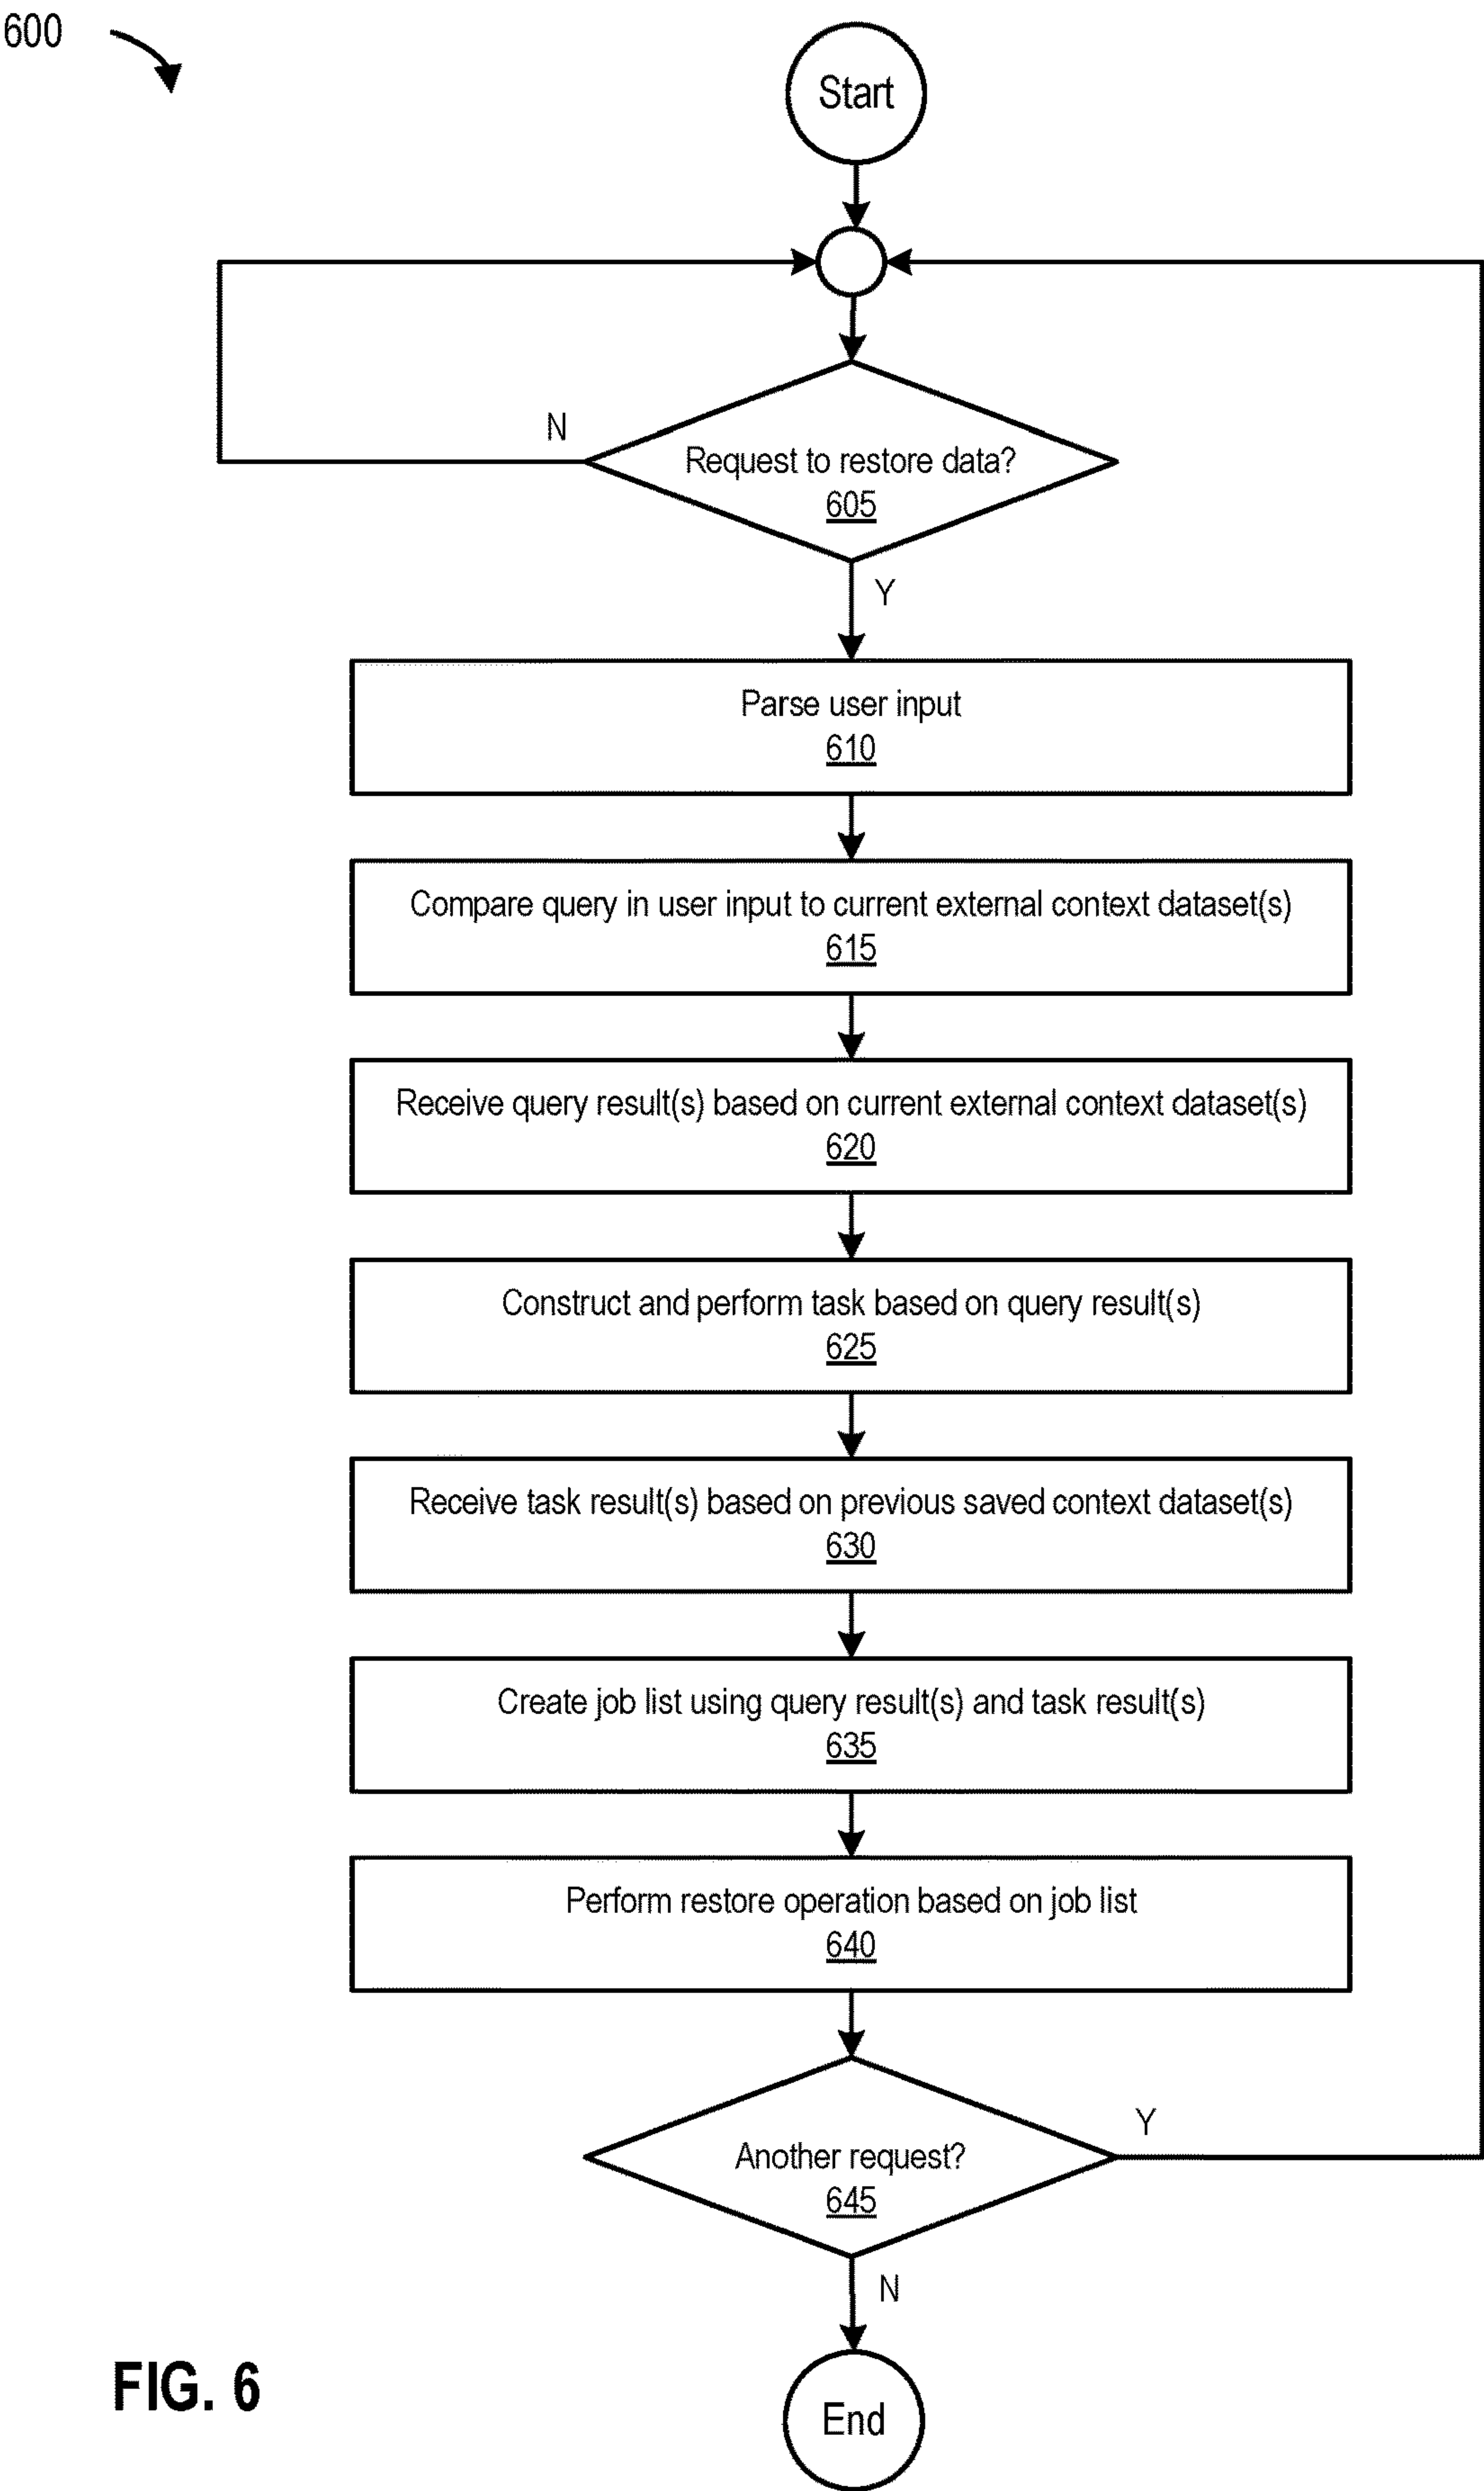 600
Start
N
Request to restore data?
605
Y
Parse user input
610
Compare query in user input to current external context dataset(s)
615
Receive query result(s) based on current external context dataset(s)
620
Construct and perform task based on query result(s)
625
Receive task result(s) based on previous saved context dataset(s)
630
Create job list using query result(s) and task result(s)
635
Perform restore operation based on job list
640
Y
Another request?
645
N
End
FIG. 6